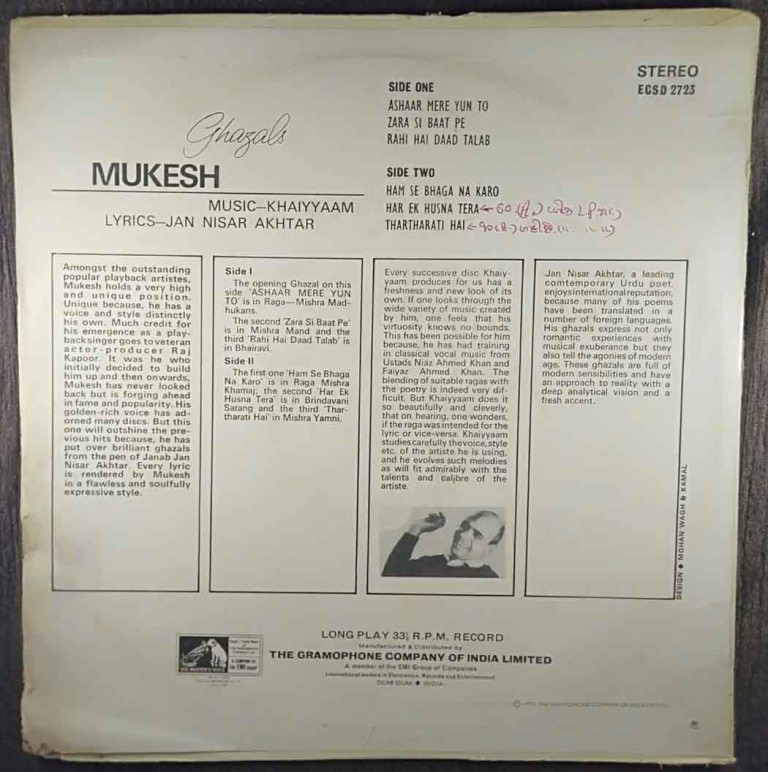 STEREO
ECSD 2723
SIDE ONE
ASHAAR MERE YUN TO
ZARA SI BAAT PE
RAHI HAI DAAD TALAB
Ghazals
MUKESH
MUSIC—KHAIYYAAM
LYRICS—JAN NISAR AKHTAR
SIDE TWO
HAM SE BHAGA NA KARO
HAR EK HUSNA TERA
THARTHARATI HAI
Amongst the outstanding
popular playback artistes,
Mukesh holds a very high
and unique position.
Unique because, he has a
voice and style distinctly
his own. Much credit for
his emergence as a play-
back singer goes to veteran
actor-producer Raj
Kapoor. It was he who
initially decided to build
him up and then onwards,
Mukesh has never looked
back but is forging ahead
in fame and popularity. His
golden-rich voice has ad-
orned many discs. But this
one will outshine the pre-
vious hits because, he has
put over brilliant ghazals
from the pen of Janab Jan
Nisar Akhtar. Every lyric
is rendered by Mukesh
in a flawless and soulfully
expressive style.
Side I
The opening Ghazal on this
side 'ASHAAR MERE YUN
TO' is in Raga—Mishra Mad-
hukans.
The second 'Zara Si Baat Pe'
is in Mishra Mand and the
third 'Rahi Hai Daad Talab'
is in Bhairavi.
Side II
The first one 'Ham Se Bhaga
Na Karo' is in Raga Mishra
Khamaj; the second 'Har Ek
Husna Tera' is in Brindavani
Sarang and the third 'Thar-
tharati Hai' in Mishra Yamni.
Every successive disc Khaiy-
yaam produces for us has a
freshness and new look of its
own. If one looks through the
wide variety of music created
by him, one feels that his
virtuosity knows no bounds.
This has been possible for him
because, he has had training
in classical vocal music from
Ustads Niaz Ahmed Khan and
Faiyaz Ahmed Khan. The
blending of suitable ragas with
the poetry is indeed very dif-
ficult. But Khaiyyaam does it
so beautifully and cleverly,
that on hearing, one wonders,
if the raga was intended for the
lyric or vice-versa. Khaiyyaam
studies carefully the voice, style
etc. of the artiste he is using,
and he evolves such melodies
as will fit admirably with the
talents and calibre of the
artiste.
Jan Nisar Akhtar, a leading
comtemporary Urdu poet,
enjoys international reputation,
because many of his poems
have been translated in a
number of foreign languages.
His ghazals express not only
romantic experiences with
musical exuberance but they
also tell the agonies of modern
age. These ghazals are full of
modern sensibilities and have
an approach to reality with a
deep analytical vision and a
fresh accent.
DESIGN ● MOHAN WAGH & KAMAL
LONG PLAY 33⅓ R.P.M. RECORD
Manufactured & Distributed by
THE GRAMOPHONE COMPANY OF INDIA LIMITED
A member of the EMI Group of Companies
International leaders in Electronics, Records and Entertainment
DUM DUM ● INDIA